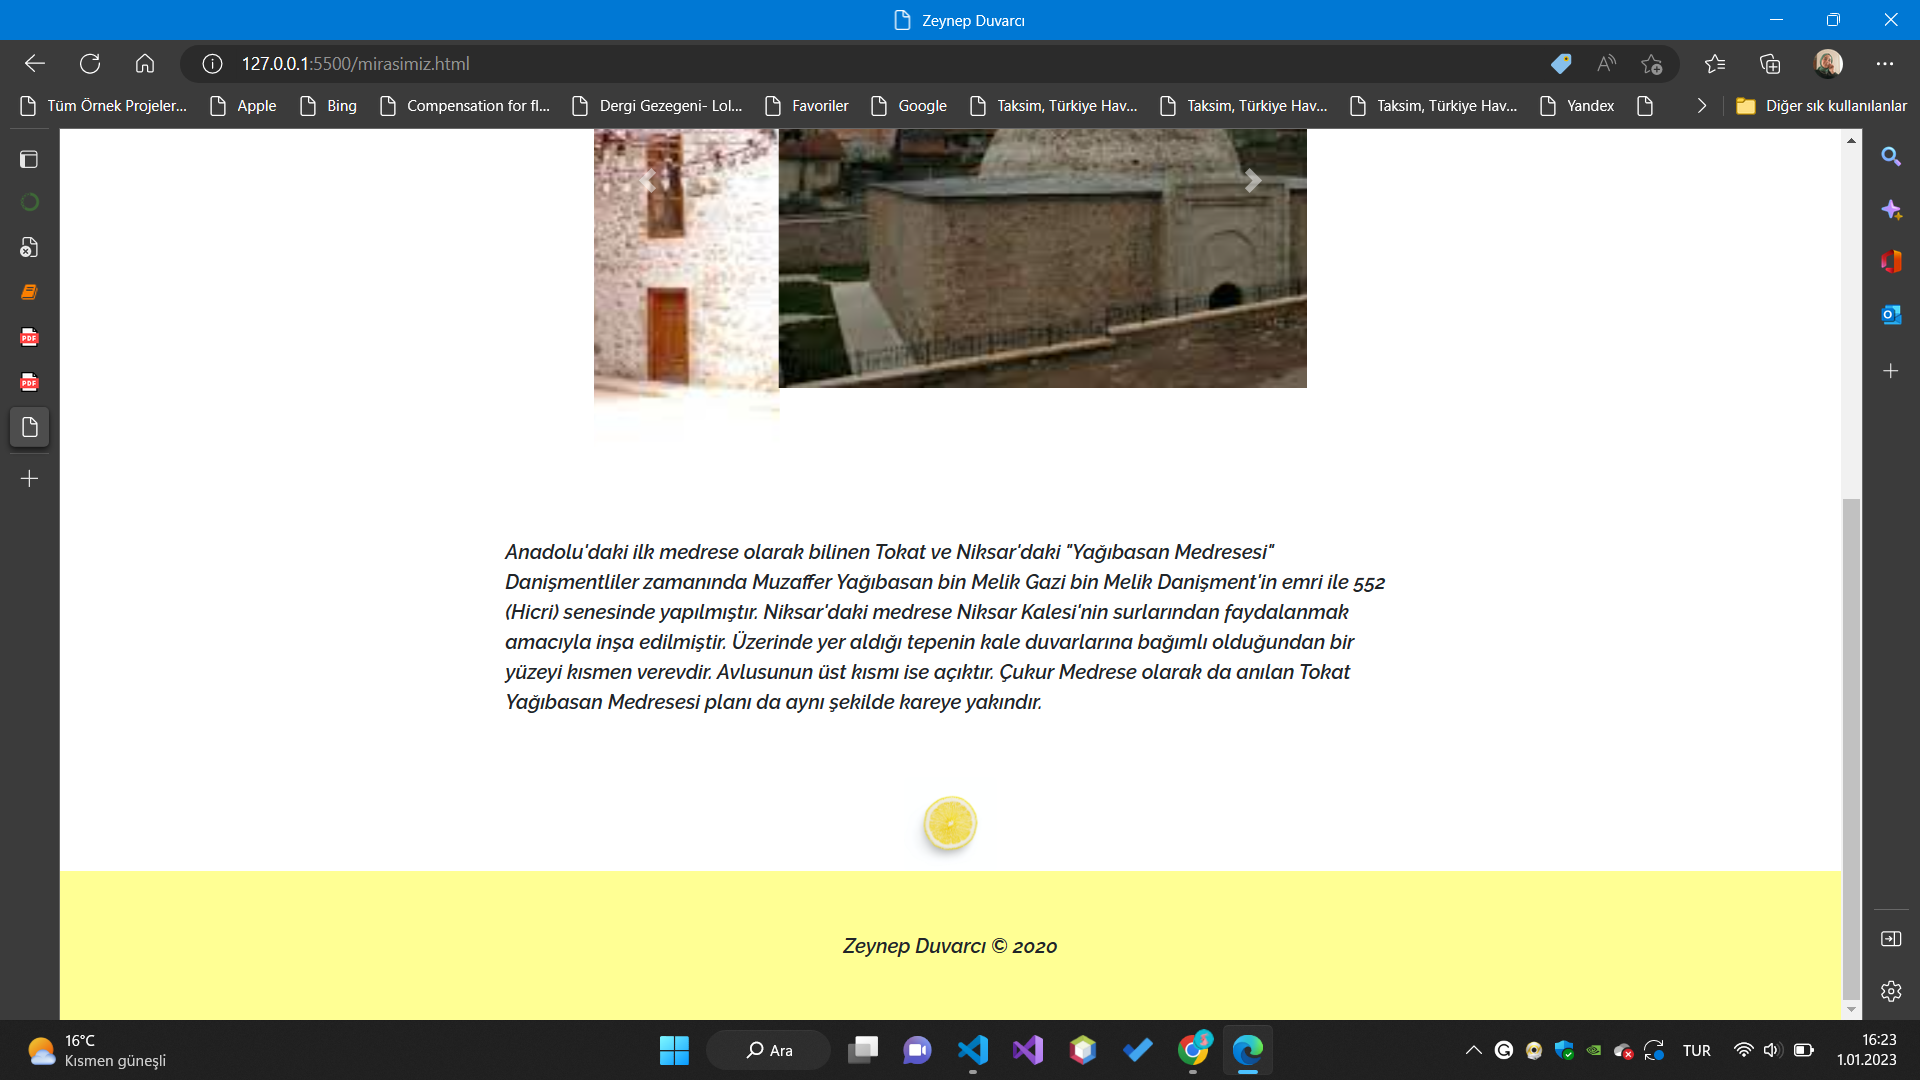 Zeynep Duvarcı
127.0.0.1:5500/mirasimiz.html
Tüm Örnek Projeler...
Apple
Bing
Compensation for fl...
Dergi Gezegeni- Lol...
Favoriler
Google
Taksim, Türkiye Hav...
Taksim, Türkiye Hav...
Taksim, Türkiye Hav...
Yandex
Diğer sık kullanılanlar
PDF
PDF
Anadolu'daki ilk medrese olarak bilinen Tokat ve Niksar'daki "Yağıbasan Medresesi"
Danişmentliler zamanında Muzaffer Yağıbasan bin Melik Gazi bin Melik Danişment'in emri ile 552
(Hicri) senesinde yapılmıştır. Niksar'daki medrese Niksar Kalesi'nin surlarından faydalanmak
amacıyla inşa edilmiştir. Üzerinde yer aldığı tepenin kale duvarlarına bağımlı olduğundan bir
yüzeyi kısmen verevdir. Avlusunun üst kısmı ise açıktır. Çukur Medrese olarak da anılan Tokat
Yağıbasan Medresesi planı da aynı şekilde kareye yakındır.
Zeynep Duvarcı © 2020
16°C
Kısmen güneşli
Ara
TUR
16:23
1.01.2023